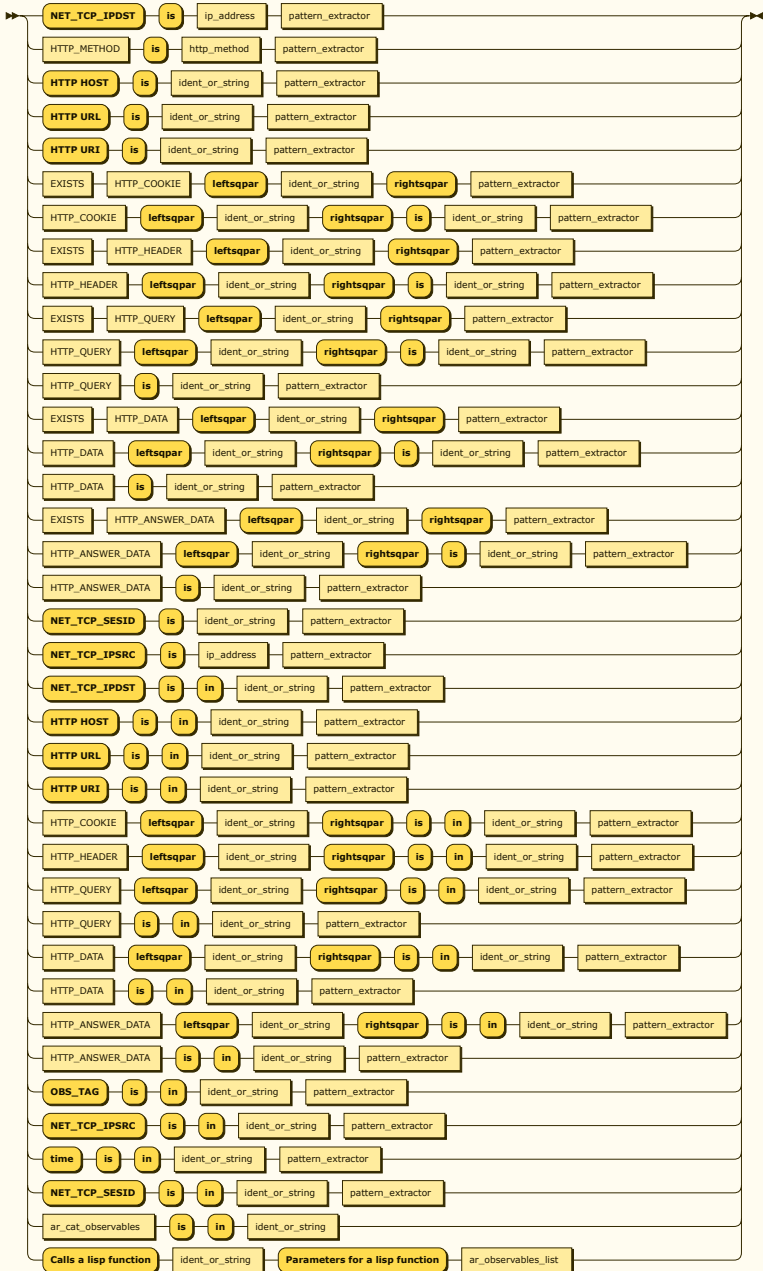 NET_TCP_IPDST is ip_address pattern_extractor
HTTP_METHOD is http_method pattern_extractor
HTTP HOST is ident_or_string pattern_extractor
HTTP URL is ident_or_string pattern_extractor
HTTP URI is ident_or_string pattern_extractor
EXISTS HTTP_COOKIE leftsqpar ident_or_string rightsqpar pattern_extractor
HTTP_COOKIE leftsqpar ident_or_string rightsqpar is ident_or_string pattern_extractor
EXISTS HTTP_HEADER leftsqpar ident_or_string rightsqpar pattern_extractor
HTTP_HEADER leftsqpar ident_or_string rightsqpar is ident_or_string pattern_extractor
EXISTS HTTP_QUERY leftsqpar ident_or_string rightsqpar pattern_extractor
HTTP_QUERY leftsqpar ident_or_string rightsqpar is ident_or_string pattern_extractor
HTTP_QUERY is ident_or_string pattern_extractor
EXISTS HTTP_DATA leftsqpar ident_or_string rightsqpar pattern_extractor
HTTP_DATA leftsqpar ident_or_string rightsqpar is ident_or_string pattern_extractor
HTTP_DATA is ident_or_string pattern_extractor
EXISTS HTTP_ANSWER_DATA leftsqpar ident_or_string rightsqpar pattern_extractor
HTTP_ANSWER_DATA leftsqpar ident_or_string rightsqpar is ident_or_string pattern_extractor
HTTP_ANSWER_DATA is ident_or_string pattern_extractor
NET_TCP_SESID is ident_or_string pattern_extractor
NET_TCP_IPSRC is ip_address pattern_extractor
NET_TCP_IPDST is in ident_or_string pattern_extractor
HTTP HOST is in ident_or_string pattern_extractor
HTTP URL is in ident_or_string pattern_extractor
HTTP URI is in ident_or_string pattern_extractor
HTTP_COOKIE leftsqpar ident_or_string rightsqpar is in ident_or_string pattern_extractor
HTTP_HEADER leftsqpar ident_or_string rightsqpar is in ident_or_string pattern_extractor
HTTP_QUERY leftsqpar ident_or_string rightsqpar is in ident_or_string pattern_extractor
HTTP_QUERY is in ident_or_string pattern_extractor
HTTP_DATA leftsqpar ident_or_string rightsqpar is in ident_or_string pattern_extractor
HTTP_DATA is in ident_or_string pattern_extractor
HTTP_ANSWER_DATA leftsqpar ident_or_string rightsqpar is in ident_or_string pattern_extractor
HTTP_ANSWER_DATA is in ident_or_string pattern_extractor
OBS_TAG is in ident_or_string pattern_extractor
NET_TCP_IPSRC is in ident_or_string pattern_extractor
time is in ident_or_string pattern_extractor
NET_TCP_SESID is in ident_or_string pattern_extractor
ar_cat_observables is in ident_or_string
Calls a lisp function ident_or_string Parameters for a lisp function ar_observables_list